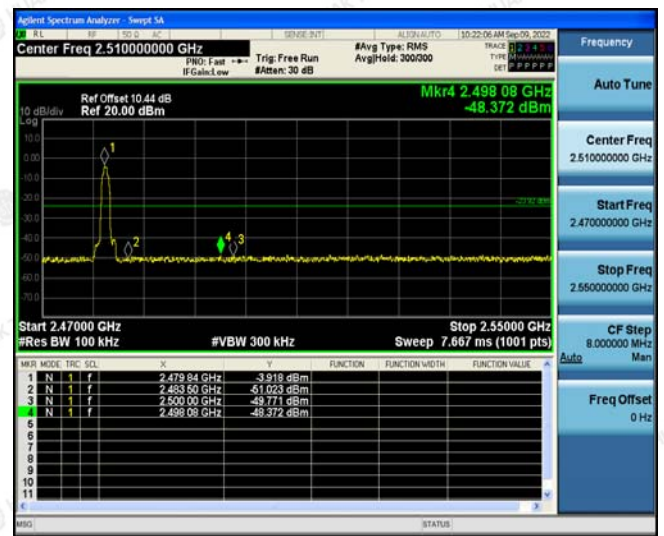 Agilent Spectrum Analyzer - Swept SA
RL RF 50 Ω AC SENSE:INT ALIGN AUTO 10:22:06 AM Sep 09, 2022
Center Freq 2.510000000 GHz
PNO: Fast Trig: Free Run #Avg Type: RMS TRACE 1 2 3 4 5 6
IFGain:Low #Atten: 30 dB Avg|Hold: 300/300 TYPE
DET P P P P P P
Frequency
Auto Tune
Center Freq
2.510000000 GHz
Start Freq
2.470000000 GHz
Stop Freq
2.550000000 GHz
CF Step
8.000000 MHz
Auto Man
Freq Offset
0 Hz
Ref Offset 10.44 dB
10 dB/div Ref 20.00 dBm
Log
Mkr4 2.498 08 GHz
-48.372 dBm
10.0
0.00
-10.0
-20.0
-30.0
-40.0
-50.0
-60.0
-70.0
1
2
4
3
Start 2.47000 GHz Stop 2.55000 GHz
#Res BW 100 kHz #VBW 300 kHz Sweep 7.667 ms (1001 pts)
MKR MODE TRC SCL X Y FUNCTION FUNCTION WIDTH FUNCTION VALUE
1 N 1 f 2.479 84 GHz -3.918 dBm
2 N 1 f 2.483 50 GHz -51.023 dBm
3 N 1 f 2.500 00 GHz -49.771 dBm
4 N 1 f 2.498 08 GHz -48.372 dBm
5
6
7
8
9
10
11
MSG STATUS